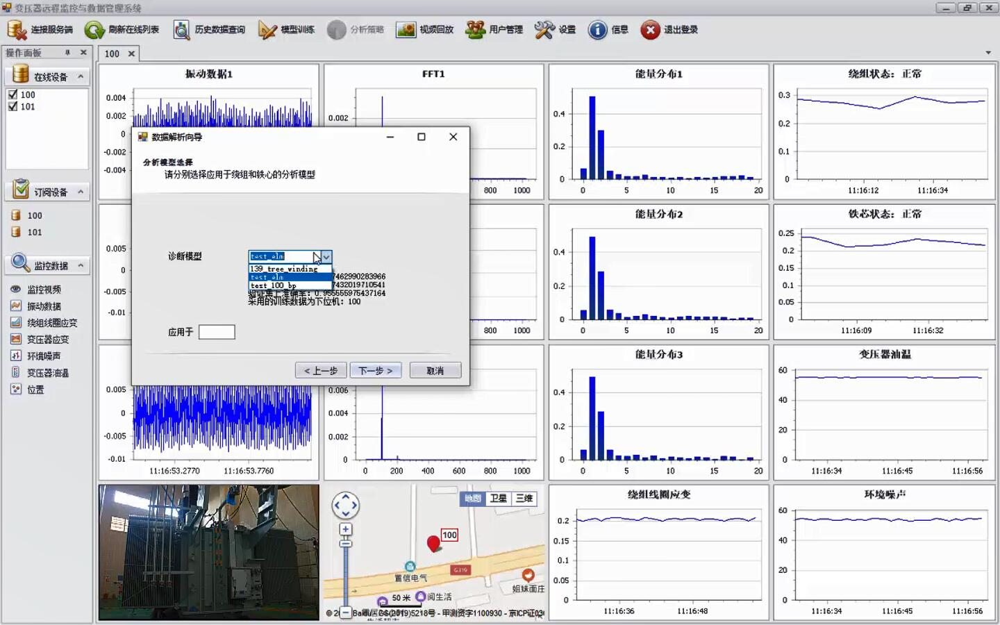 变压器远程监控与数据管理系统
连接服务端 刷新在线列表 历史数据查询 模型训练 分析策略 视频回放 用户管理 设置 信息 退出登录
操作面板
100
在线设备
100
101
订阅设备
100
101
监控数据
监控视频
振动数据
绕组线圈应变
变压器应变
环境噪声
变压器油温
位置
振动数据1
0.004
0.002
0
-0.002
-0.004
FFT1
0.002
800 1000
能量分布1
0.4
0.2
0
0 5 10 15 20
绕组状态：正常
0.3
0.2
0.1
0
11:16:12 11:16:34
数据解析向导
分析模型选择
请分别选择应用于绕组和铁心的分析模型
诊断模型
test_elm
139_tree_winding
test_elm
test_100_bp
7462990283966
7432019710541
验证集上准确率：0.955555975437164
采用的训练数据为下位机：100
应用于
< 上一步 下一步 > 取消
0.005
0
-0.005
-0.01
能量分布2
0.4
0.2
0
0 5 10 15 20
铁芯状态：正常
0.25
0.2
0.15
0.1
0.05
0
11:16:09 11:16:32
0.005
0
-0.005
-0.01
11:16:53.2770 11:16:53.7760
0.006
0.004
0.002
0
0 200 400 600 800 1000
能量分布3
0.4
0.2
0
0 5 10 15 20
变压器油温
60
40
20
0
11:16:34 11:16:45 11:16:56
地图 卫星 三维
100
G319
置信电气
姐妹面庄
50 米
闽生活
Baidu - GS(2019)5218号 - 甲测资字1100930 - 京ICP证03
绕组线圈应变
0.2
0.15
0.1
0.05
0
11:16:36 11:16:48
环境噪声
60
40
20
0
11:16:34 11:16:45 11:16:56